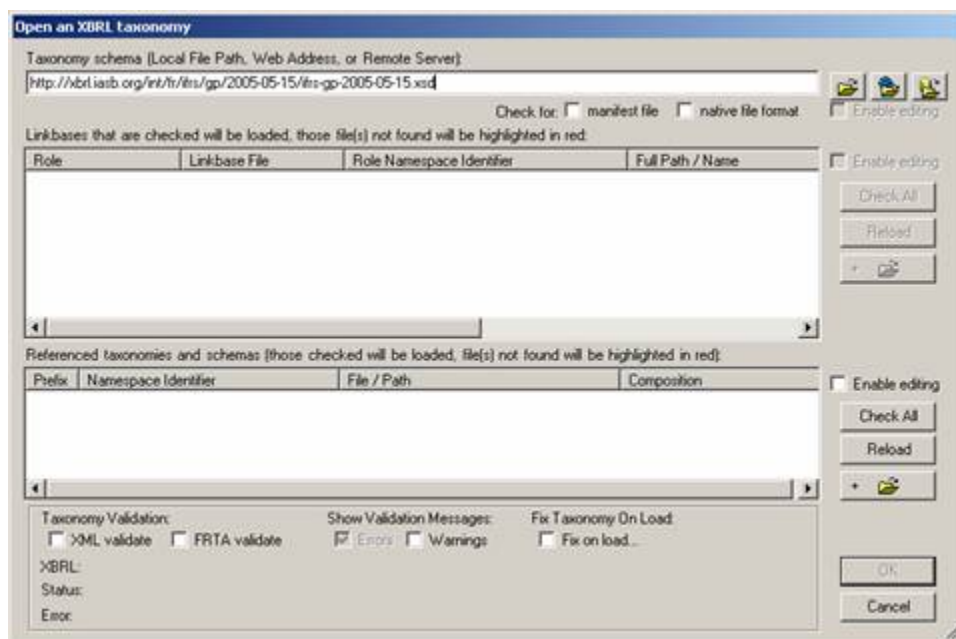 Open an XBRL taxonomy
Taxonomy schema (Local File Path, Web Address, or Remote Server):
http://xbrl.iasb.org/int/fr/ifrs/gp/2005-05-15/ifrs-gp-2005-05-15.xsd
Check for: manifest file native file format Enable editing
Linkbases that are checked will be loaded, those file(s) not found will be highlighted in red:
Role Linkbase File Role Namespace Identifier Full Path / Name Enable editing
Check All
Reload
+
Referenced taxonomies and schemas (those checked will be loaded, file(s) not found will be highlighted in red):
Prefix Namespace Identifier File / Path Composition Enable editing
Check All
Reload
+
Taxonomy Validation: Show Validation Messages: Fix Taxonomy On Load:
XML validate FRTA validate Errors Warnings Fix on load...
XBRL:
Status:
Error:
OK
Cancel